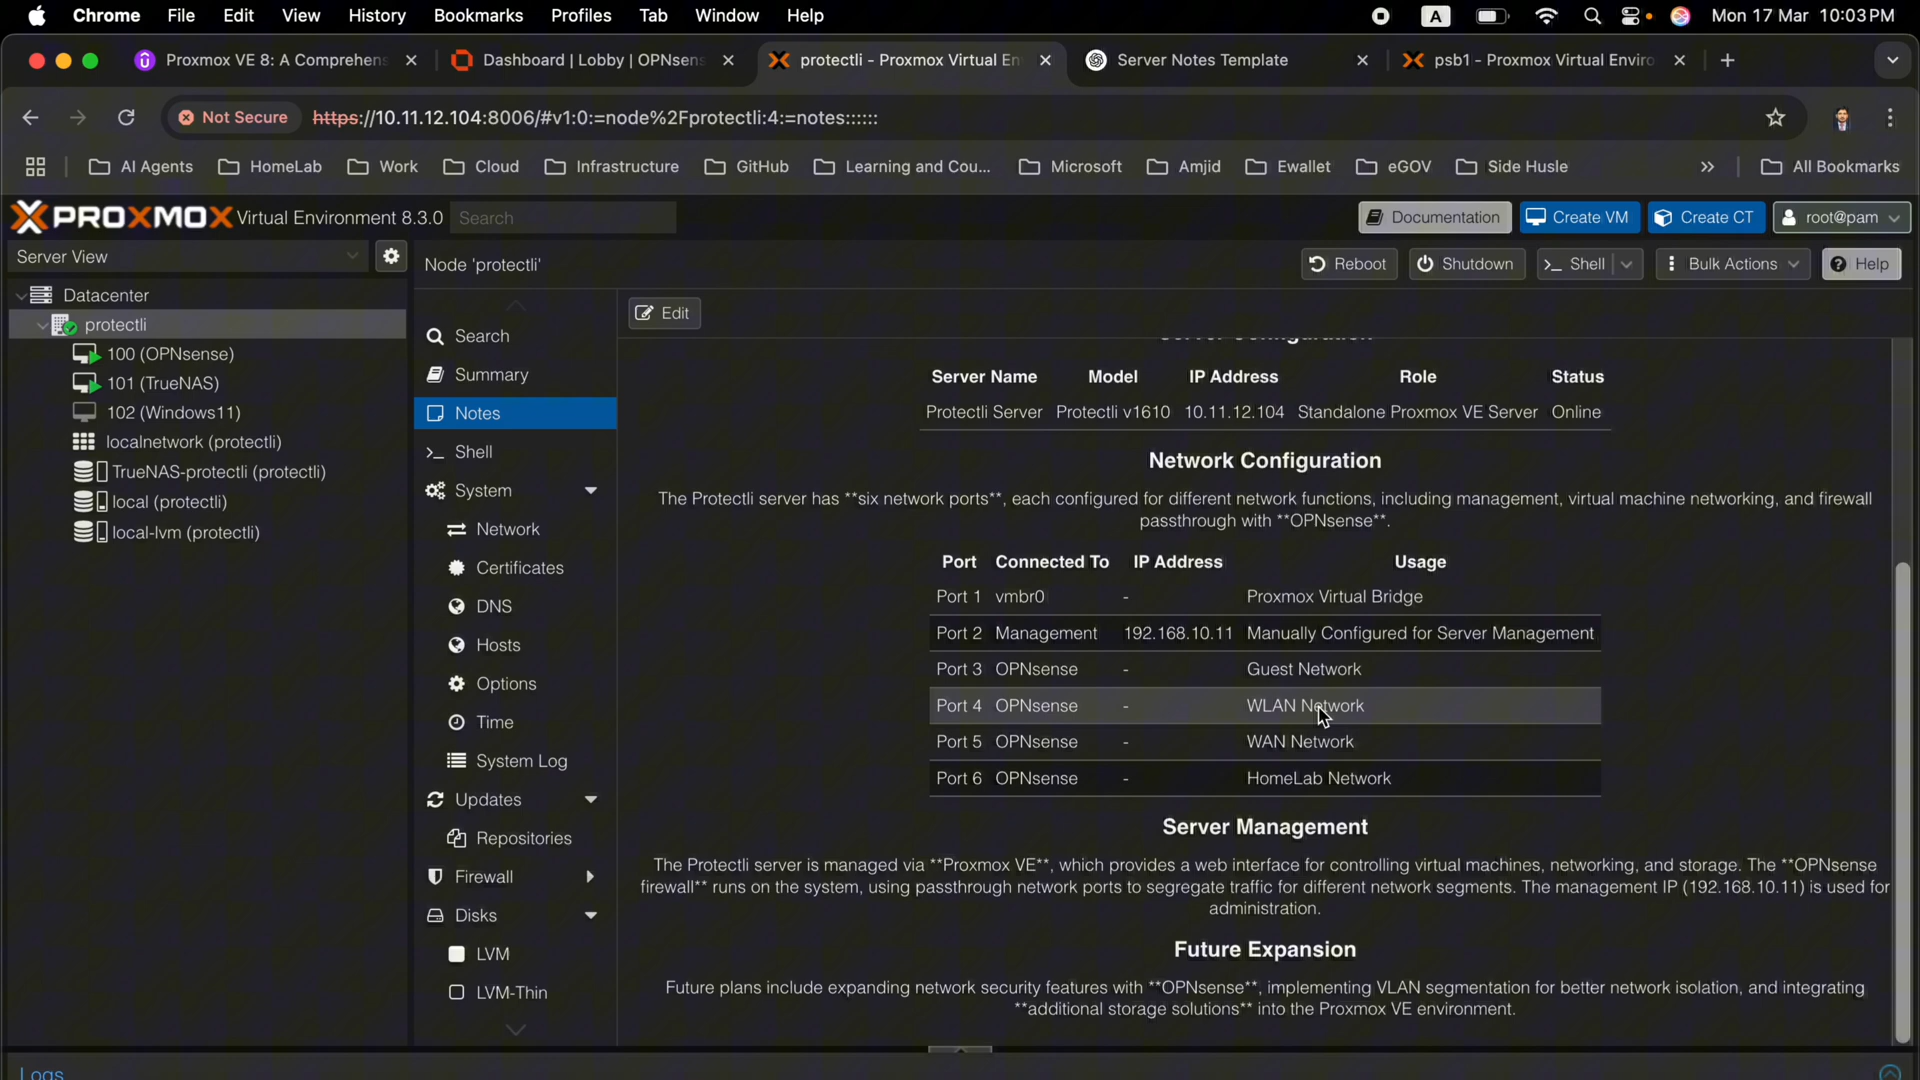 Chrome File Edit View History Bookmarks Profiles Tab Window Help A Mon 17 Mar 10:03 PM
Proxmox VE 8: A Comprehens Dashboard | Lobby | OPNsens protectli - Proxmox Virtual En Server Notes Template psb1 - Proxmox Virtual Enviro
Not Secure https://10.11.12.104:8006/#v1:0:=node%2Fprotectli:4:=notes::::::
AI Agents HomeLab Work Cloud Infrastructure GitHub Learning and Cou... Microsoft Amjid Ewallet eGOV Side Husle » All Bookmarks
PROXMOX Virtual Environment 8.3.0 Search Documentation Create VM Create CT root@pam
Server View Node 'protectli' Reboot Shutdown >_ Shell Bulk Actions Help
Datacenter
protectli
100 (OPNsense)
101 (TrueNAS)
102 (Windows11)
localnetwork (protectli)
TrueNAS-protectli (protectli)
local (protectli)
local-lvm (protectli)
Search
Summary
Notes
>_ Shell
System
Network
Certificates
DNS
Hosts
Options
Time
System Log
Updates
Repositories
Firewall
Disks
LVM
LVM-Thin
Edit
Server Configuration
Server Name Model IP Address Role Status
Protectli Server Protectli v1610 10.11.12.104 Standalone Proxmox VE Server Online
Network Configuration
The Protectli server has **six network ports**, each configured for different network functions, including management, virtual machine networking, and firewall
passthrough with **OPNsense**.
Port Connected To IP Address Usage
Port 1 vmbr0 - Proxmox Virtual Bridge
Port 2 Management 192.168.10.11 Manually Configured for Server Management
Port 3 OPNsense - Guest Network
Port 4 OPNsense - WLAN Network
Port 5 OPNsense - WAN Network
Port 6 OPNsense - HomeLab Network
Server Management
The Protectli server is managed via **Proxmox VE**, which provides a web interface for controlling virtual machines, networking, and storage. The **OPNsense
firewall** runs on the system, using passthrough network ports to segregate traffic for different network segments. The management IP (192.168.10.11) is used for
administration.
Future Expansion
Future plans include expanding network security features with **OPNsense**, implementing VLAN segmentation for better network isolation, and integrating
**additional storage solutions** into the Proxmox VE environment.
Logs